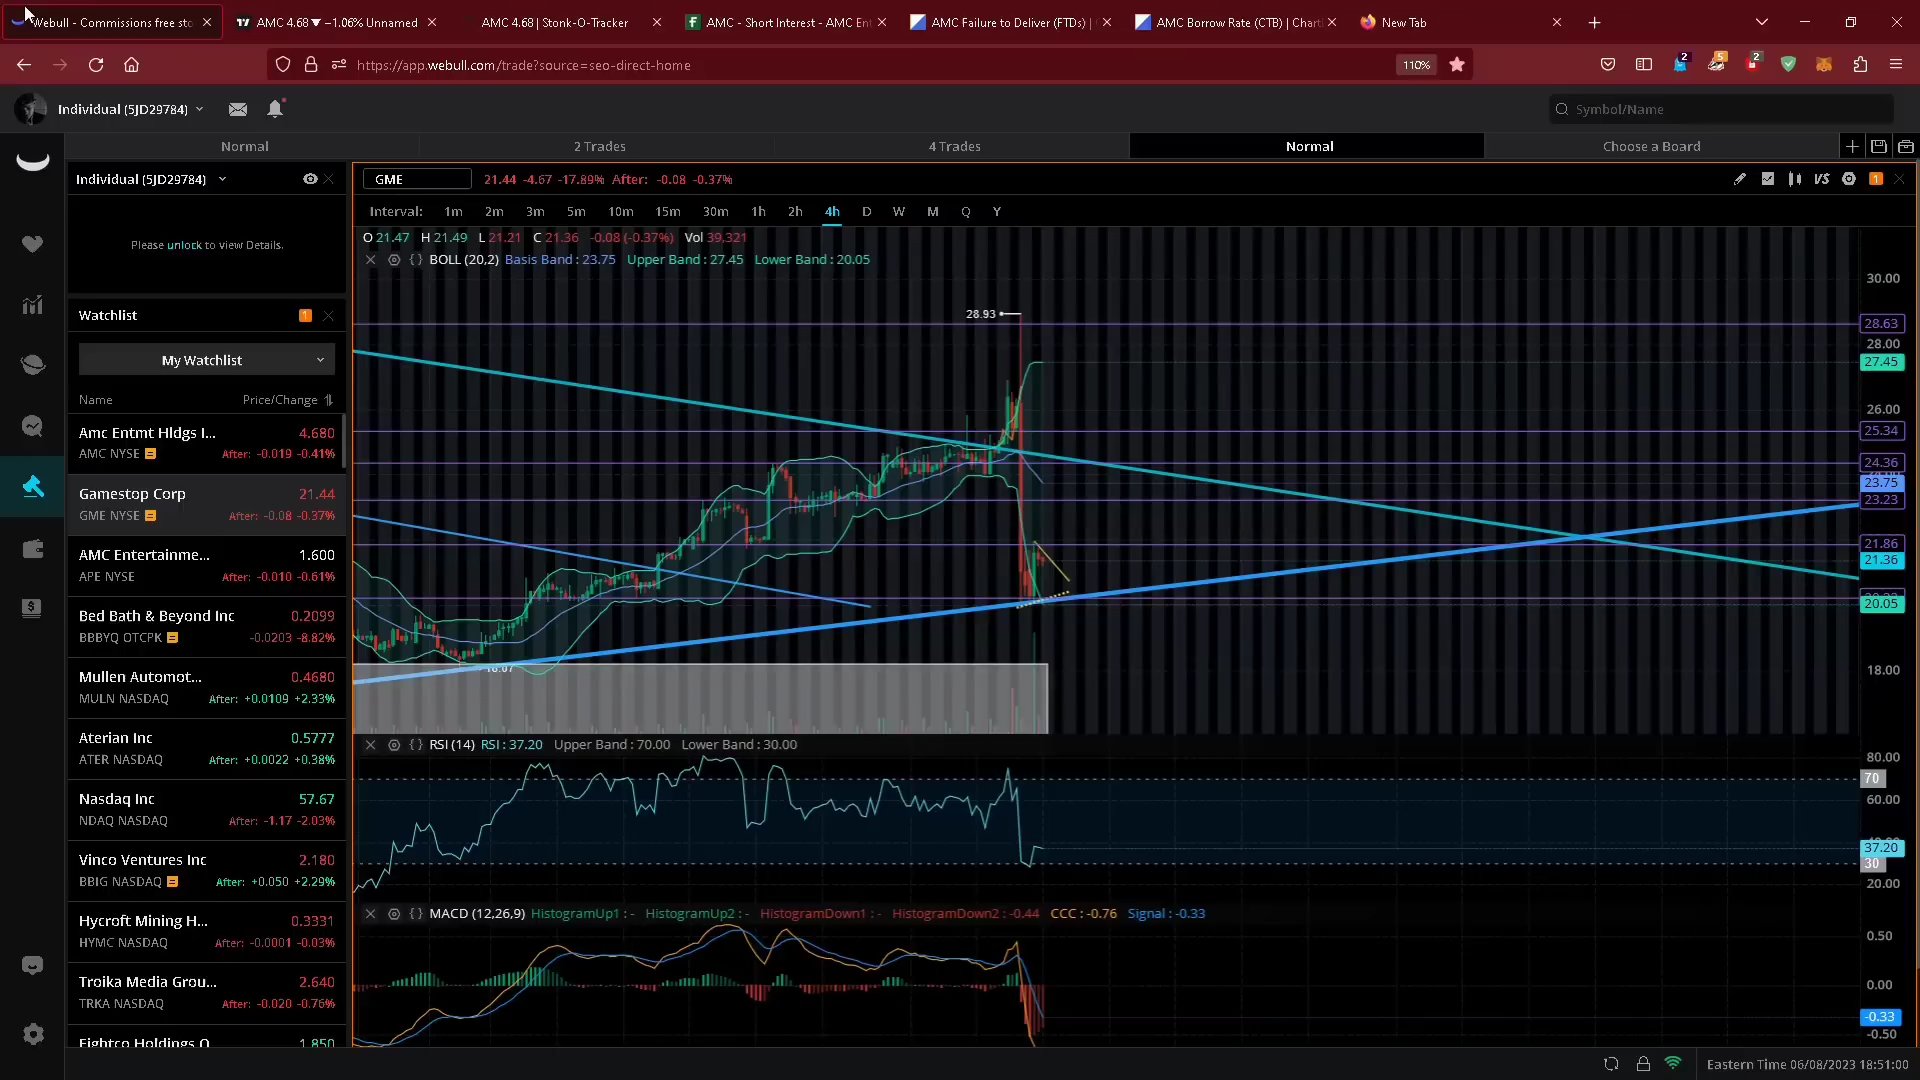 Webull - Commissions free sto
AMC 4.68 ▼ −1.06% Unnamed
AMC 4.68 | Stonk-O-Tracker
AMC - Short Interest - AMC Ent
AMC Failure to Deliver (FTDs) |
AMC Borrow Rate (CTB) | Chart
New Tab
https://app.webull.com/trade?source=seo-direct-home
110%
2
5
2
Individual (5JD29784)
Symbol/Name
Normal
2 Trades
4 Trades
Normal
Choose a Board
Individual (5JD29784)
Please unlock to view Details.
Watchlist
1
My Watchlist
Name Price/Change
Amc Entmt Hldgs I... 4.680
AMC NYSE After: -0.019 -0.41%
Gamestop Corp 21.44
GME NYSE After: -0.08 -0.37%
AMC Entertainme... 1.600
APE NYSE After: -0.010 -0.61%
Bed Bath & Beyond Inc 0.2099
BBBYQ OTCPK -0.0203 -8.82%
Mullen Automot... 0.4680
MULN NASDAQ After: +0.0109 +2.33%
Aterian Inc 0.5777
ATER NASDAQ After: +0.0022 +0.38%
Nasdaq Inc 57.67
NDAQ NASDAQ After: -1.17 -2.03%
Vinco Ventures Inc 2.180
BBIG NASDAQ After: +0.050 +2.29%
Hycroft Mining H... 0.3331
HYMC NASDAQ After: -0.0001 -0.03%
Troika Media Grou... 2.640
TRKA NASDAQ After: -0.020 -0.76%
Eightco Holdings O 1.850
GME 21.44 -4.67 -17.89% After: -0.08 -0.37%
VS
1
Interval: 1m 2m 3m 5m 10m 15m 30m 1h 2h 4h D W M Q Y
O 21.47 H 21.49 L 21.21 C 21.36 -0.08 (-0.37%) Vol 39,321
BOLL (20,2) Basis Band : 23.75 Upper Band : 27.45 Lower Band : 20.05
28.93
30.00
28.63
28.00
27.45
26.00
25.34
24.36
23.75
23.23
21.86
21.36
20.05
18.00
RSI (14) RSI : 37.20 Upper Band : 70.00 Lower Band : 30.00
80.00
70
60.00
37.20
30
20.00
MACD (12,26,9) HistogramUp1 : - HistogramUp2 : - HistogramDown1 : - HistogramDown2 : -0.44 CCC : -0.76 Signal : -0.33
0.50
0.00
-0.33
-0.50
Eastern Time 06/08/2023 18:51:00